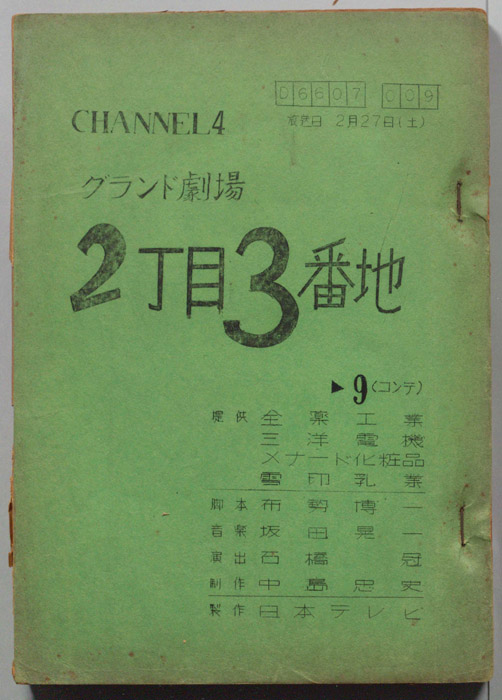 D6607 009
CHANNEL4
放送日 2月27日(土)
グランド劇場
2丁目3番地
▶9(コンテ)
提供 全薬工業
三洋電機
メナード化粧品
雪印乳業
脚本 布勢博一
音楽 坂田晃一
演出 石橋冠
制作 中島忠史
製作 日本テレビ